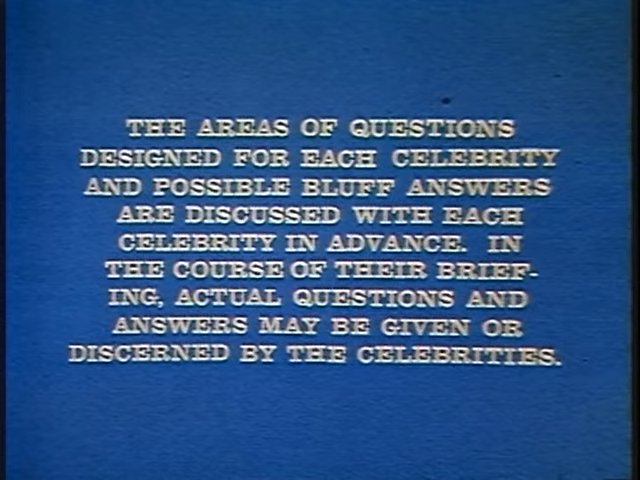 THE AREAS OF QUESTIONS
DESIGNED FOR EACH CELEBRITY
AND POSSIBLE BLUFF ANSWERS
ARE DISCUSSED WITH EACH
CELEBRITY IN ADVANCE. IN
THE COURSE OF THEIR BRIEF-
ING, ACTUAL QUESTIONS AND
ANSWERS MAY BE GIVEN OR
DISCERNED BY THE CELEBRITIES.